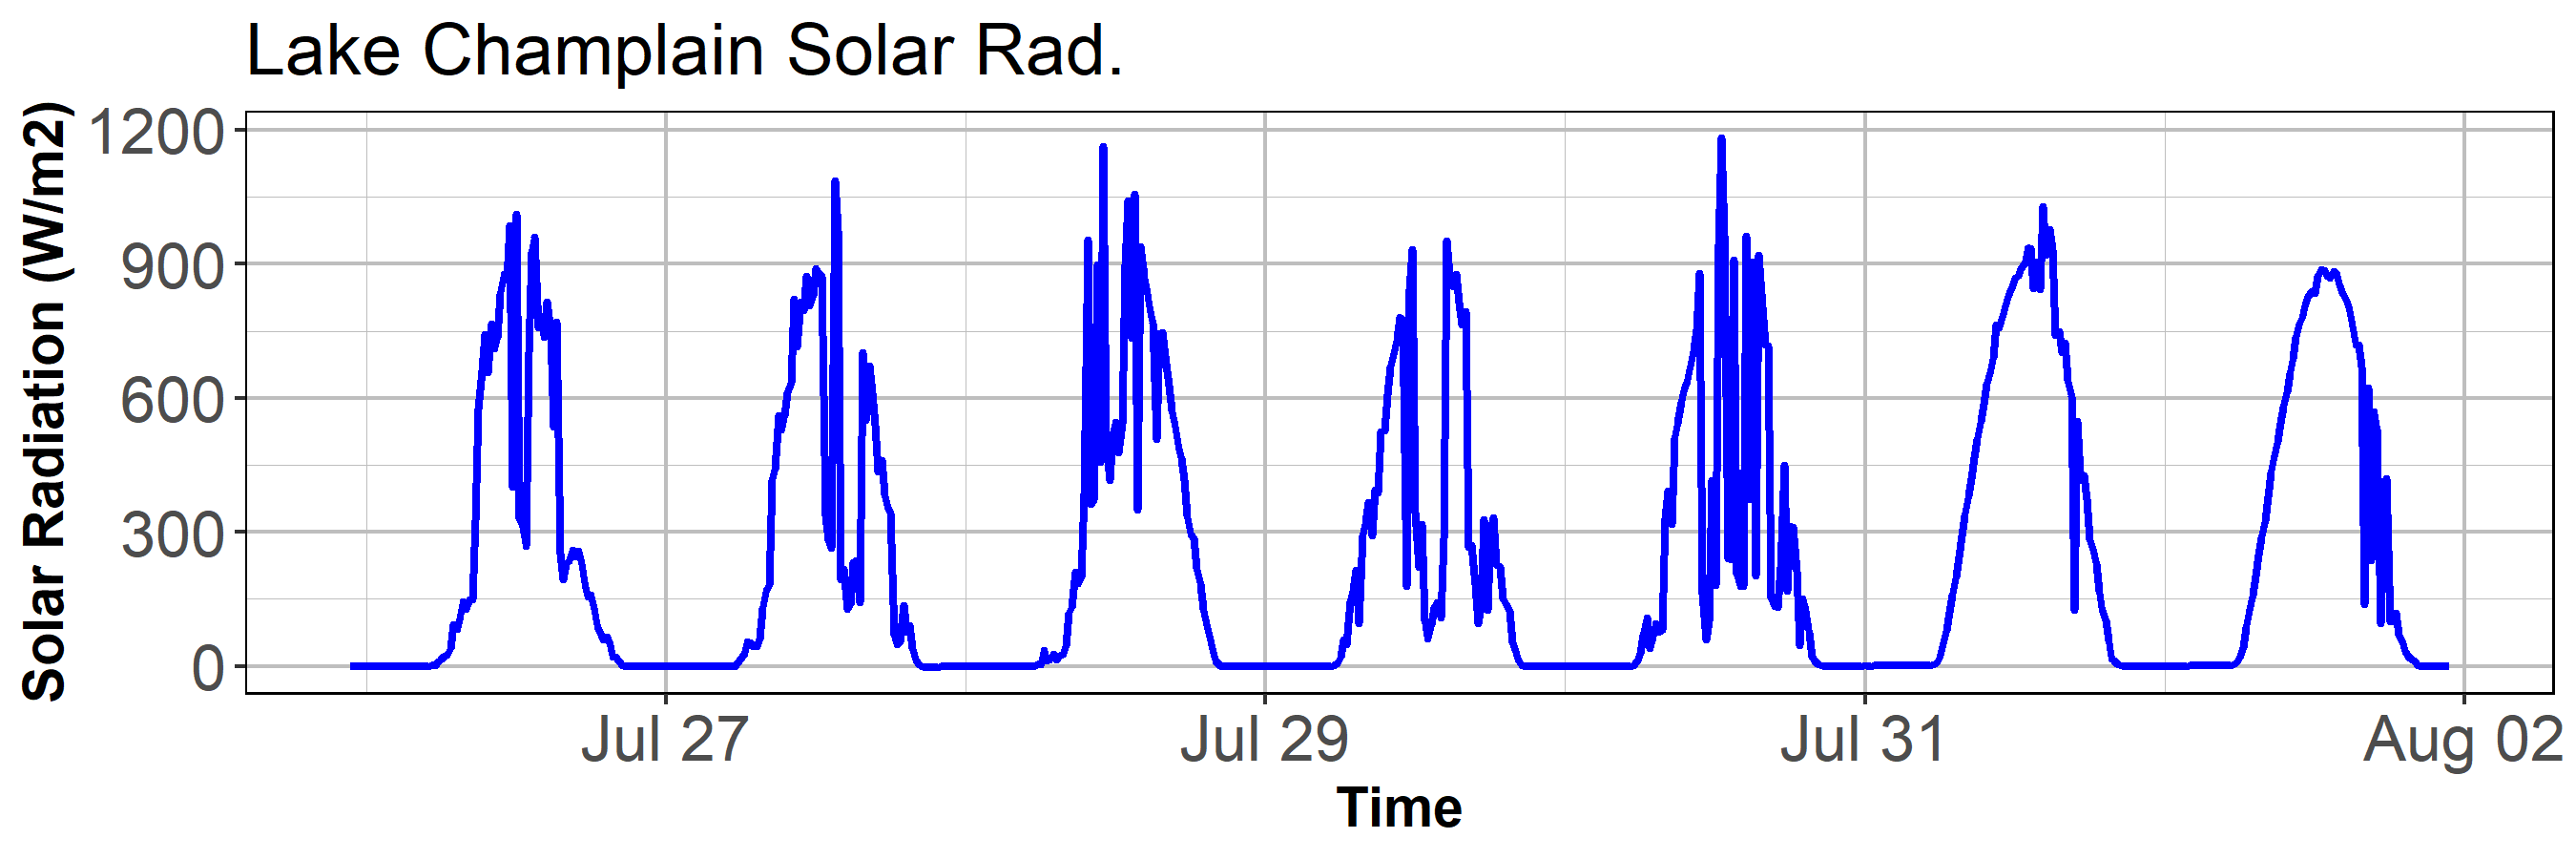 Lake Champlain Solar Rad.
Solar Radiation (W/m2)
1200
900
600
300
0
Jul 27 Jul 29 Jul 31 Aug 02
Time